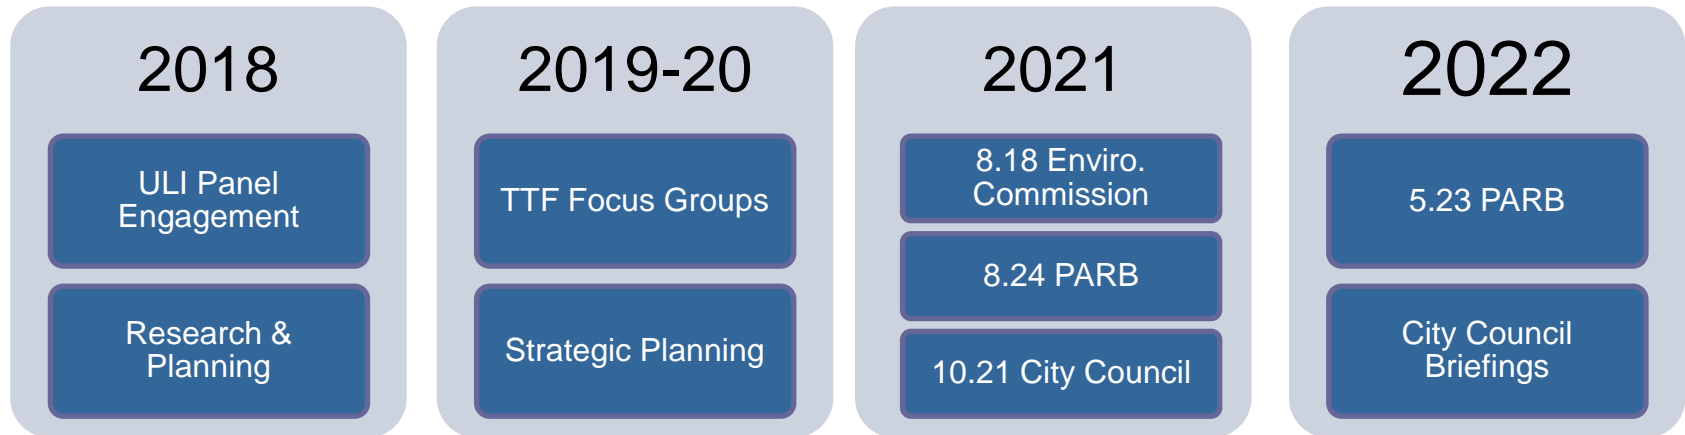 2018
ULI Panel
Engagement
Research &
Planning
2019-20
TTF Focus Groups
Strategic Planning
2021
8.18 Enviro.
Commission
8.24 PARB
10.21 City Council
2022
5.23 PARB
City Council
Briefings